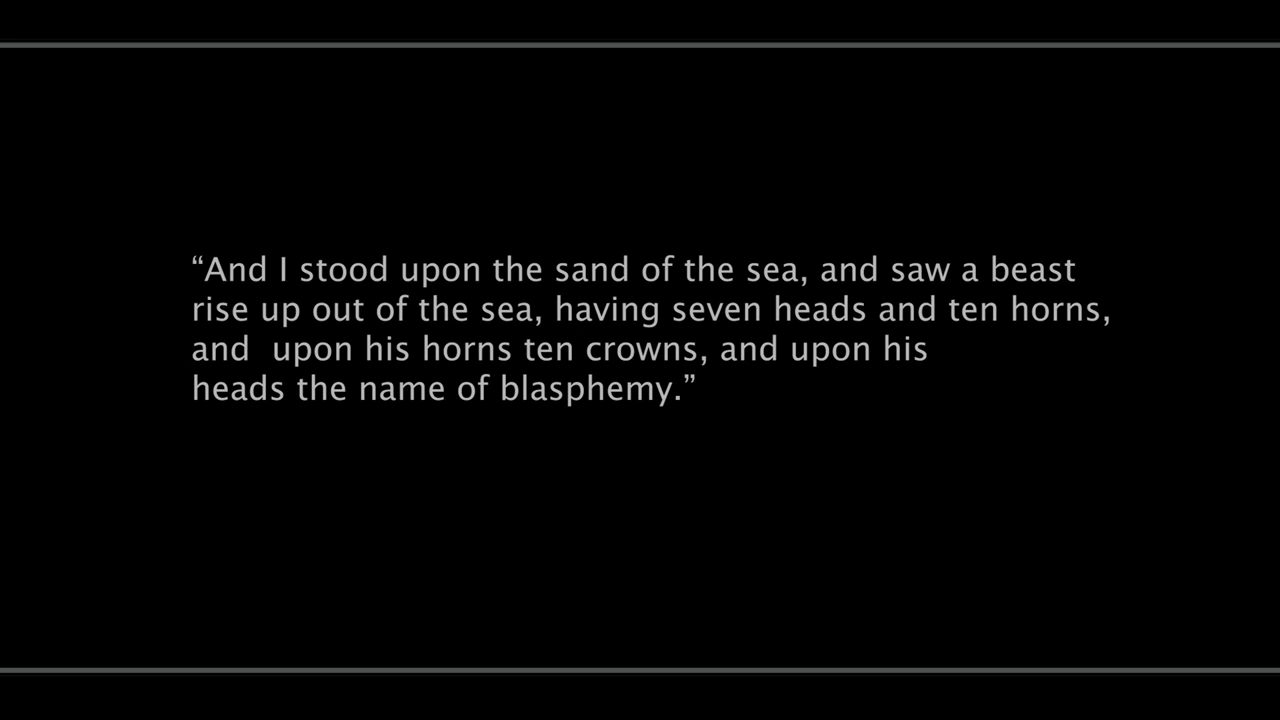 “And I stood upon the sand of the sea, and saw a beast
rise up out of the sea, having seven heads and ten horns,
and  upon his horns ten crowns, and upon his
heads the name of blasphemy.”